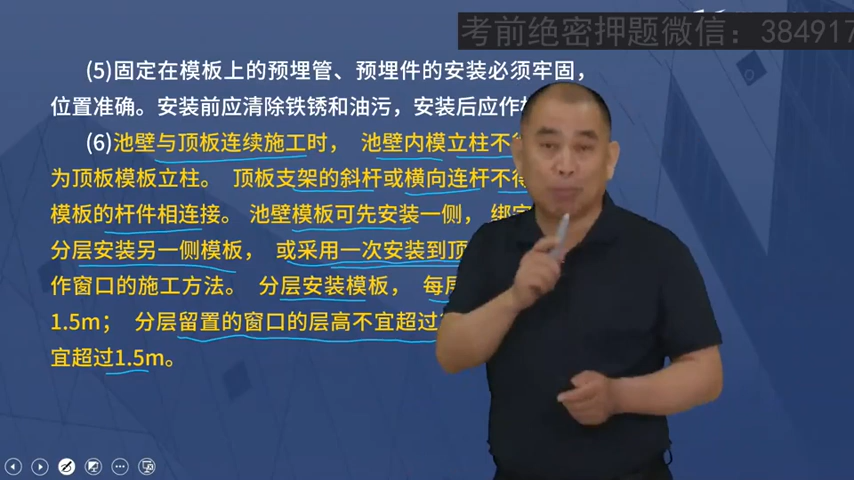 考前绝密押题微信：384917
(5)固定在模板上的预埋管、预埋件的安装必须牢固，
位置准确。安装前应清除铁锈和油污，安装后应作
(6)池壁与顶板连续施工时， 池壁内模立柱不
为顶板模板立柱。 顶板支架的斜杆或横向连杆不得
模板的杆件相连接。 池壁模板可先安装一侧， 绑
分层安装另一侧模板， 或采用一次安装到顶
作窗口的施工方法。 分层安装模板， 每
1.5m； 分层留置的窗口的层高不宜超过
宜超过1.5m。